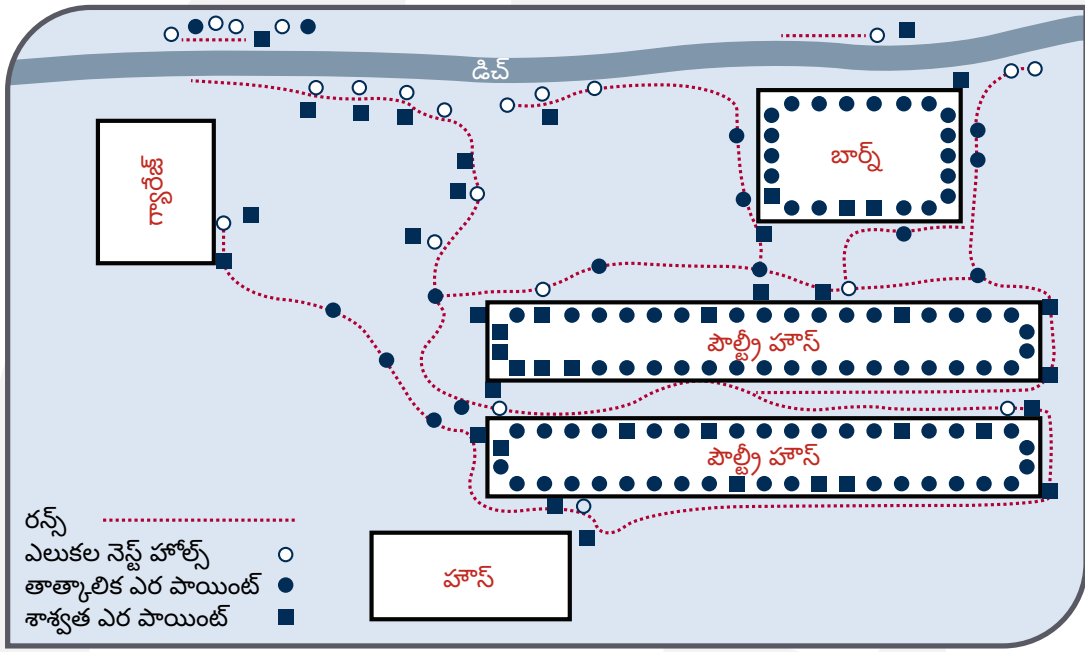 డిచ్
గ్యారేజ్
బార్న్
పౌల్ట్రీ హౌస్
పౌల్ట్రీ హౌస్
హౌస్
రన్స్
ఎలుకల నెస్ట్ హోల్స్
తాత్కాలిక ఎర పాయింట్
శాశ్వత ఎర పాయింట్